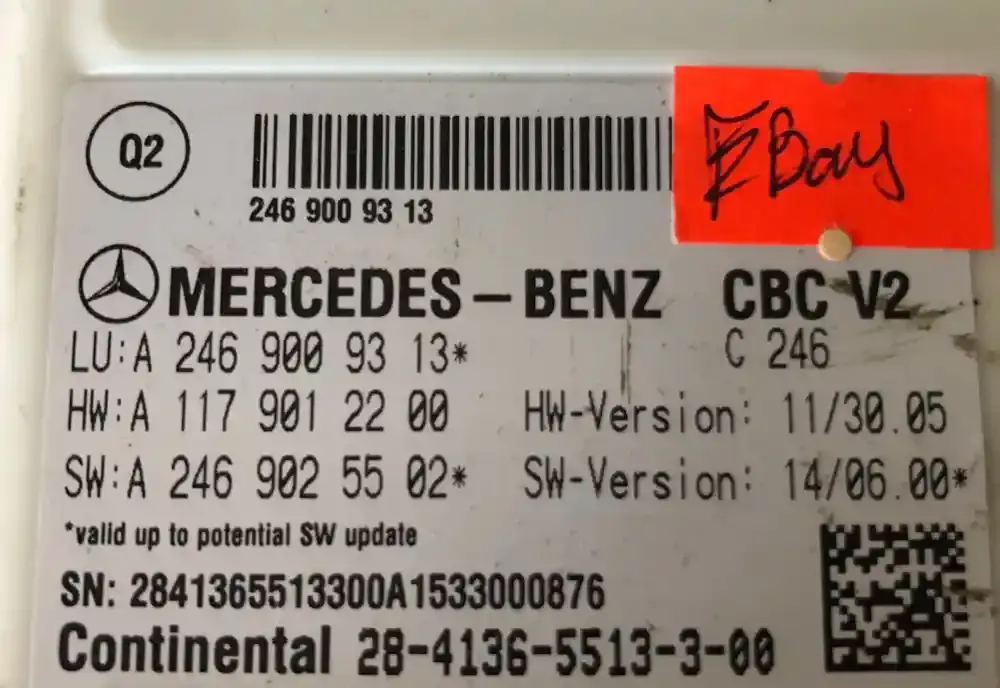 Q2
EBay
246 900 93 13
MERCEDES-BENZ CBC V2
LU:A 246 900 93 13* C 246
HW:A 117 901 22 00 HW-Version: 11/30.05
SW:A 246 902 55 02* SW-Version: 14/06.00*
*valid up to potential SW update
SN: 2841365513300A1533000876
Continental 28-4136-5513-3-00